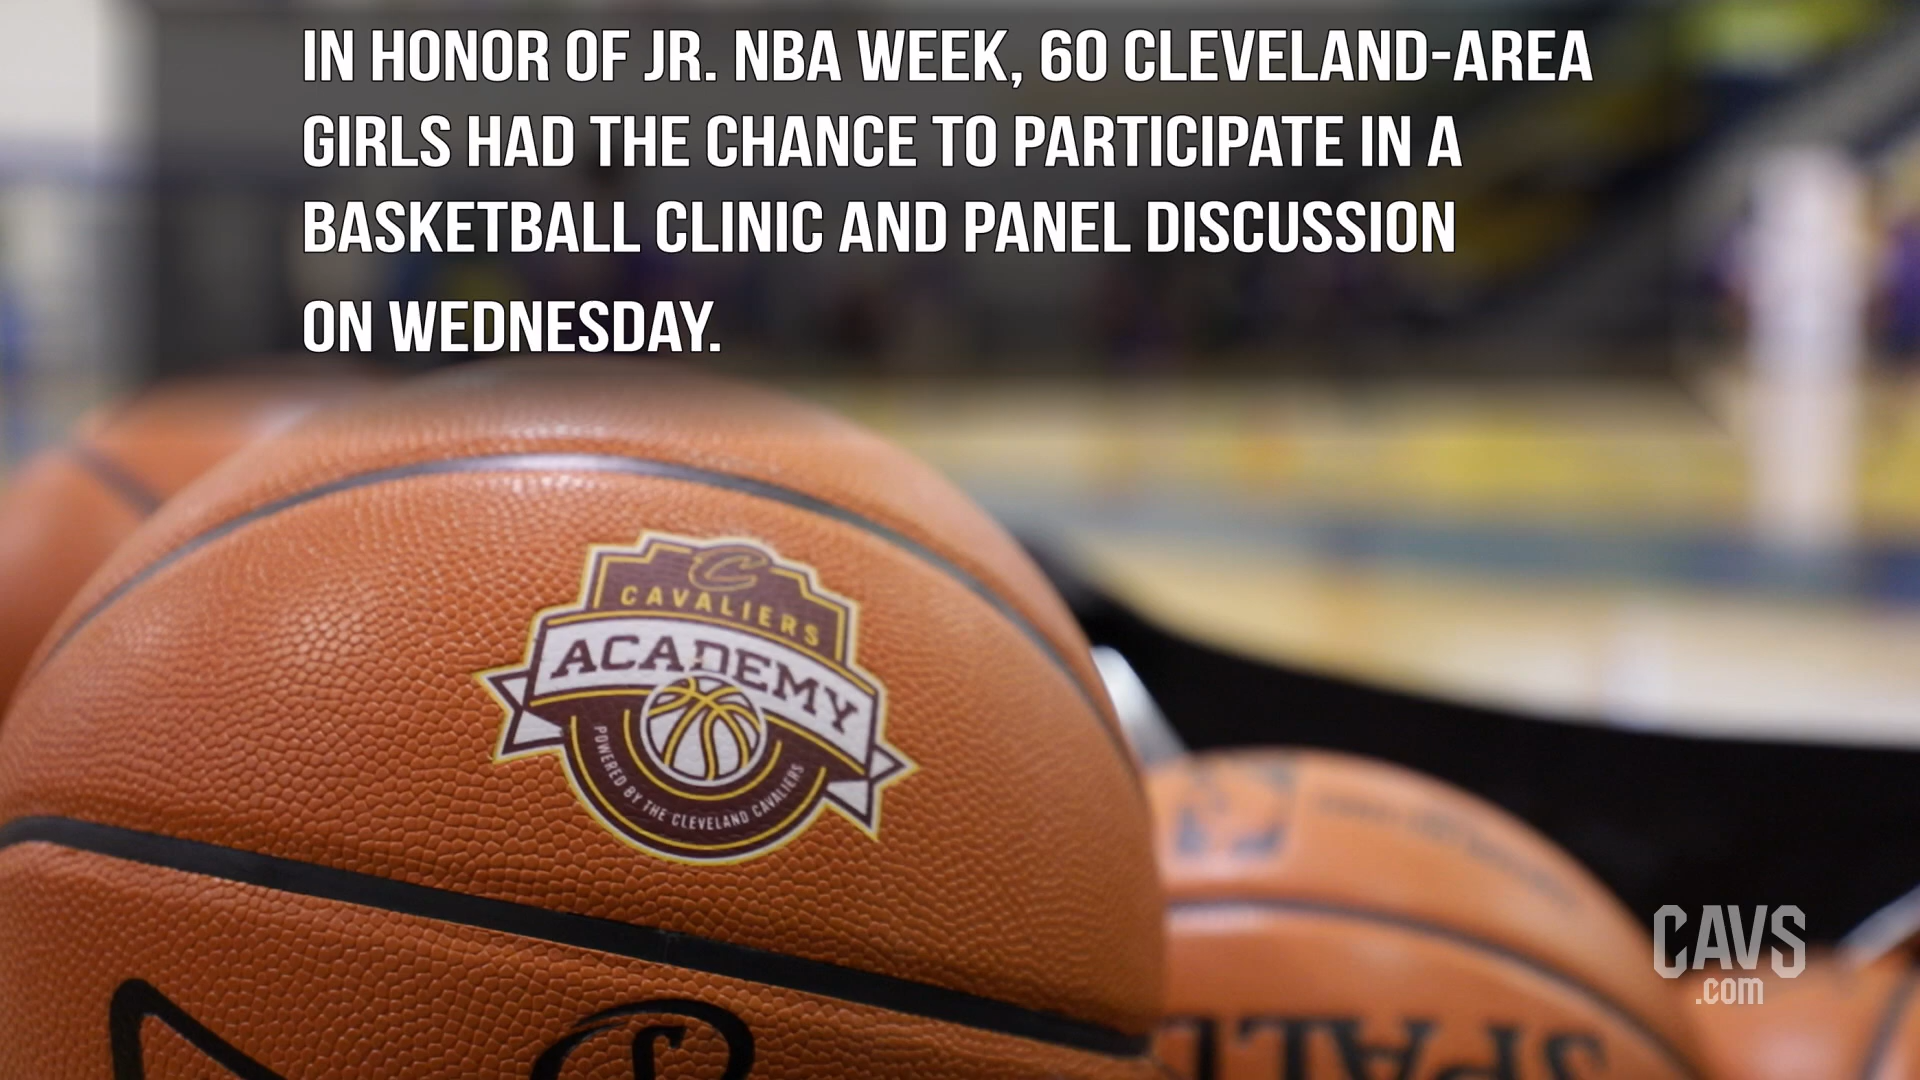 IN HONOR OF JR. NBA WEEK, 60 CLEVELAND-AREA
GIRLS HAD THE CHANCE TO PARTICIPATE IN A
BASKETBALL CLINIC AND PANEL DISCUSSION
ON WEDNESDAY.
C
CAVALIERS
ACADEMY
POWERED BY THE CLEVELAND CAVALIERS
CAVS
.com